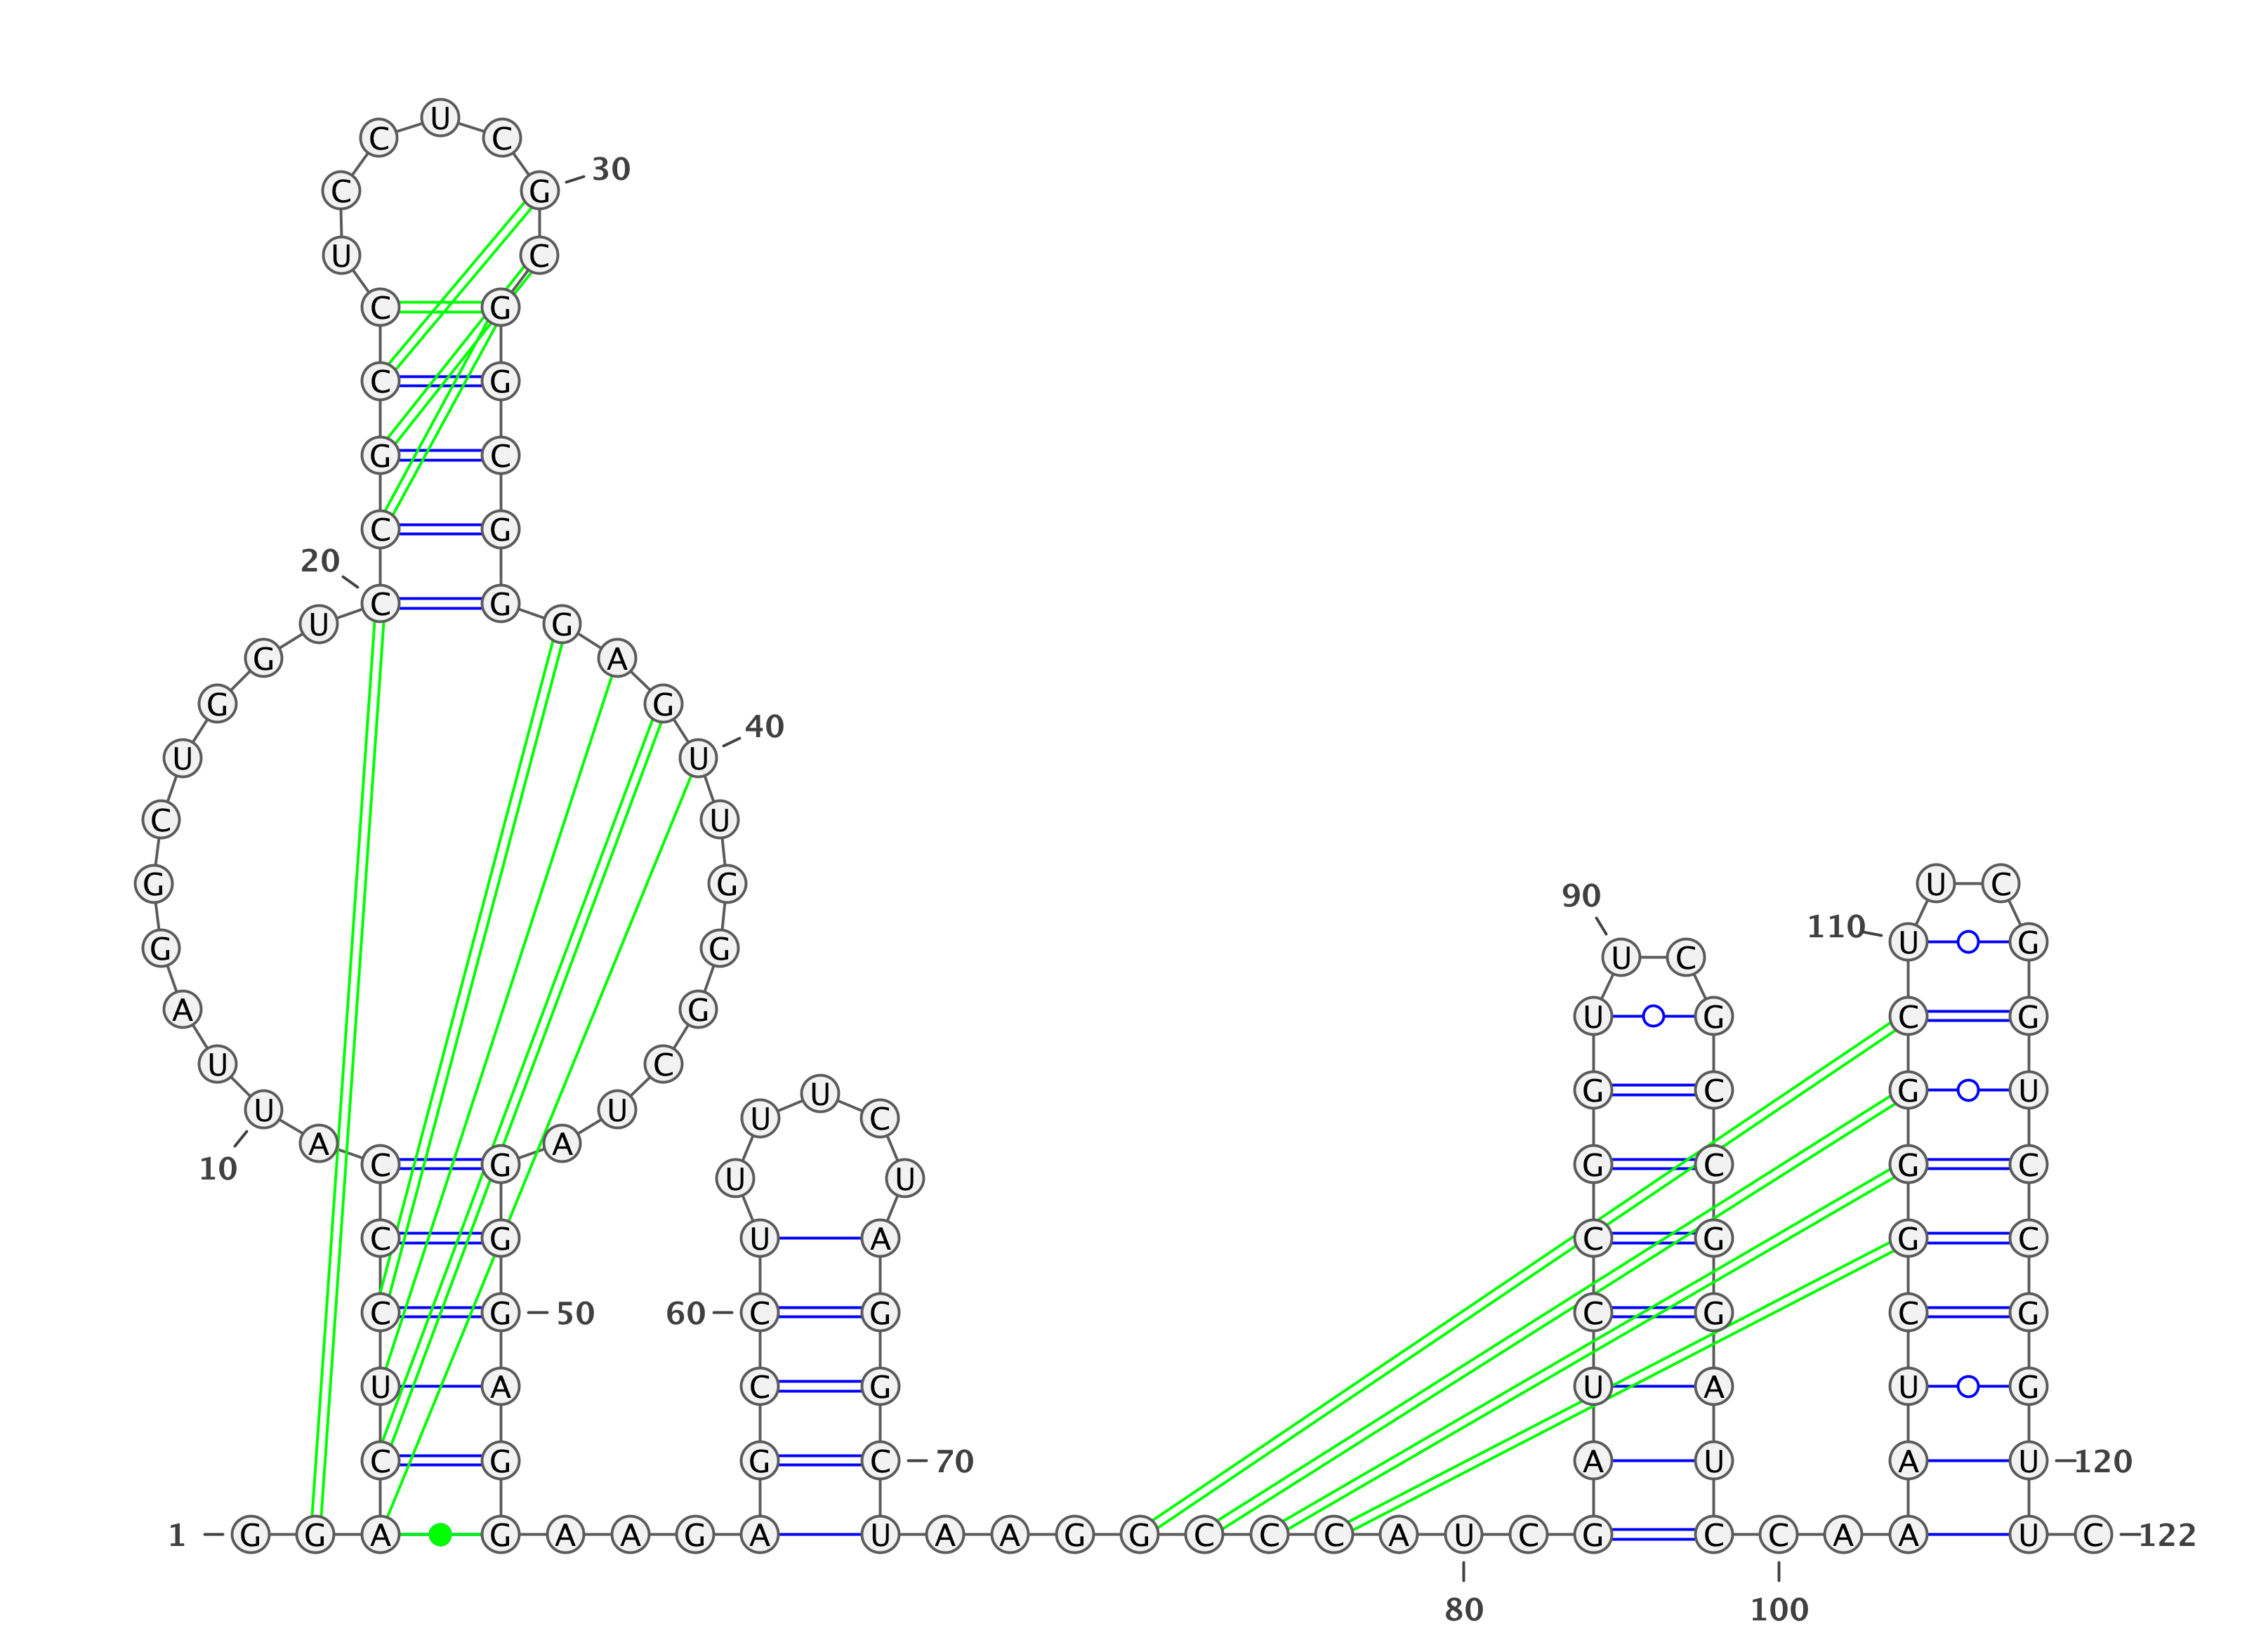 U
C C
30
C G
U C
C G
C G
G C
C G
20
C G
U G
G A
G G
40
U U
C U
G G U C
90
110
U G
G G
U C
A G
U G C G
U C
G C G U
U
U U
U C
A A
C G G C G C
10
U U
C G U A C G G C
C G 50 60 C G C G C G
U A C G U A U G
C G G C 70 A U A U 120
1 G G A G A A G A U A A G G C C C A U C G C C A A U C 122
80 100